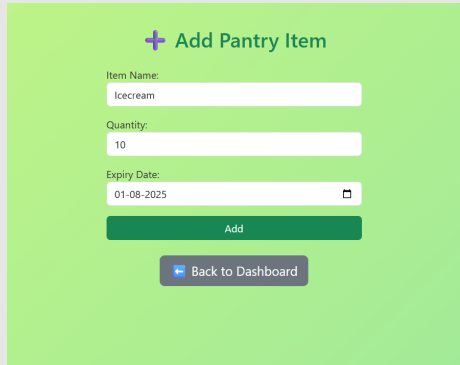 ➕ Add Pantry Item
Item Name:
Icecream
Quantity:
10
Expiry Date:
01-08-2025
Add
⬅️ Back to Dashboard